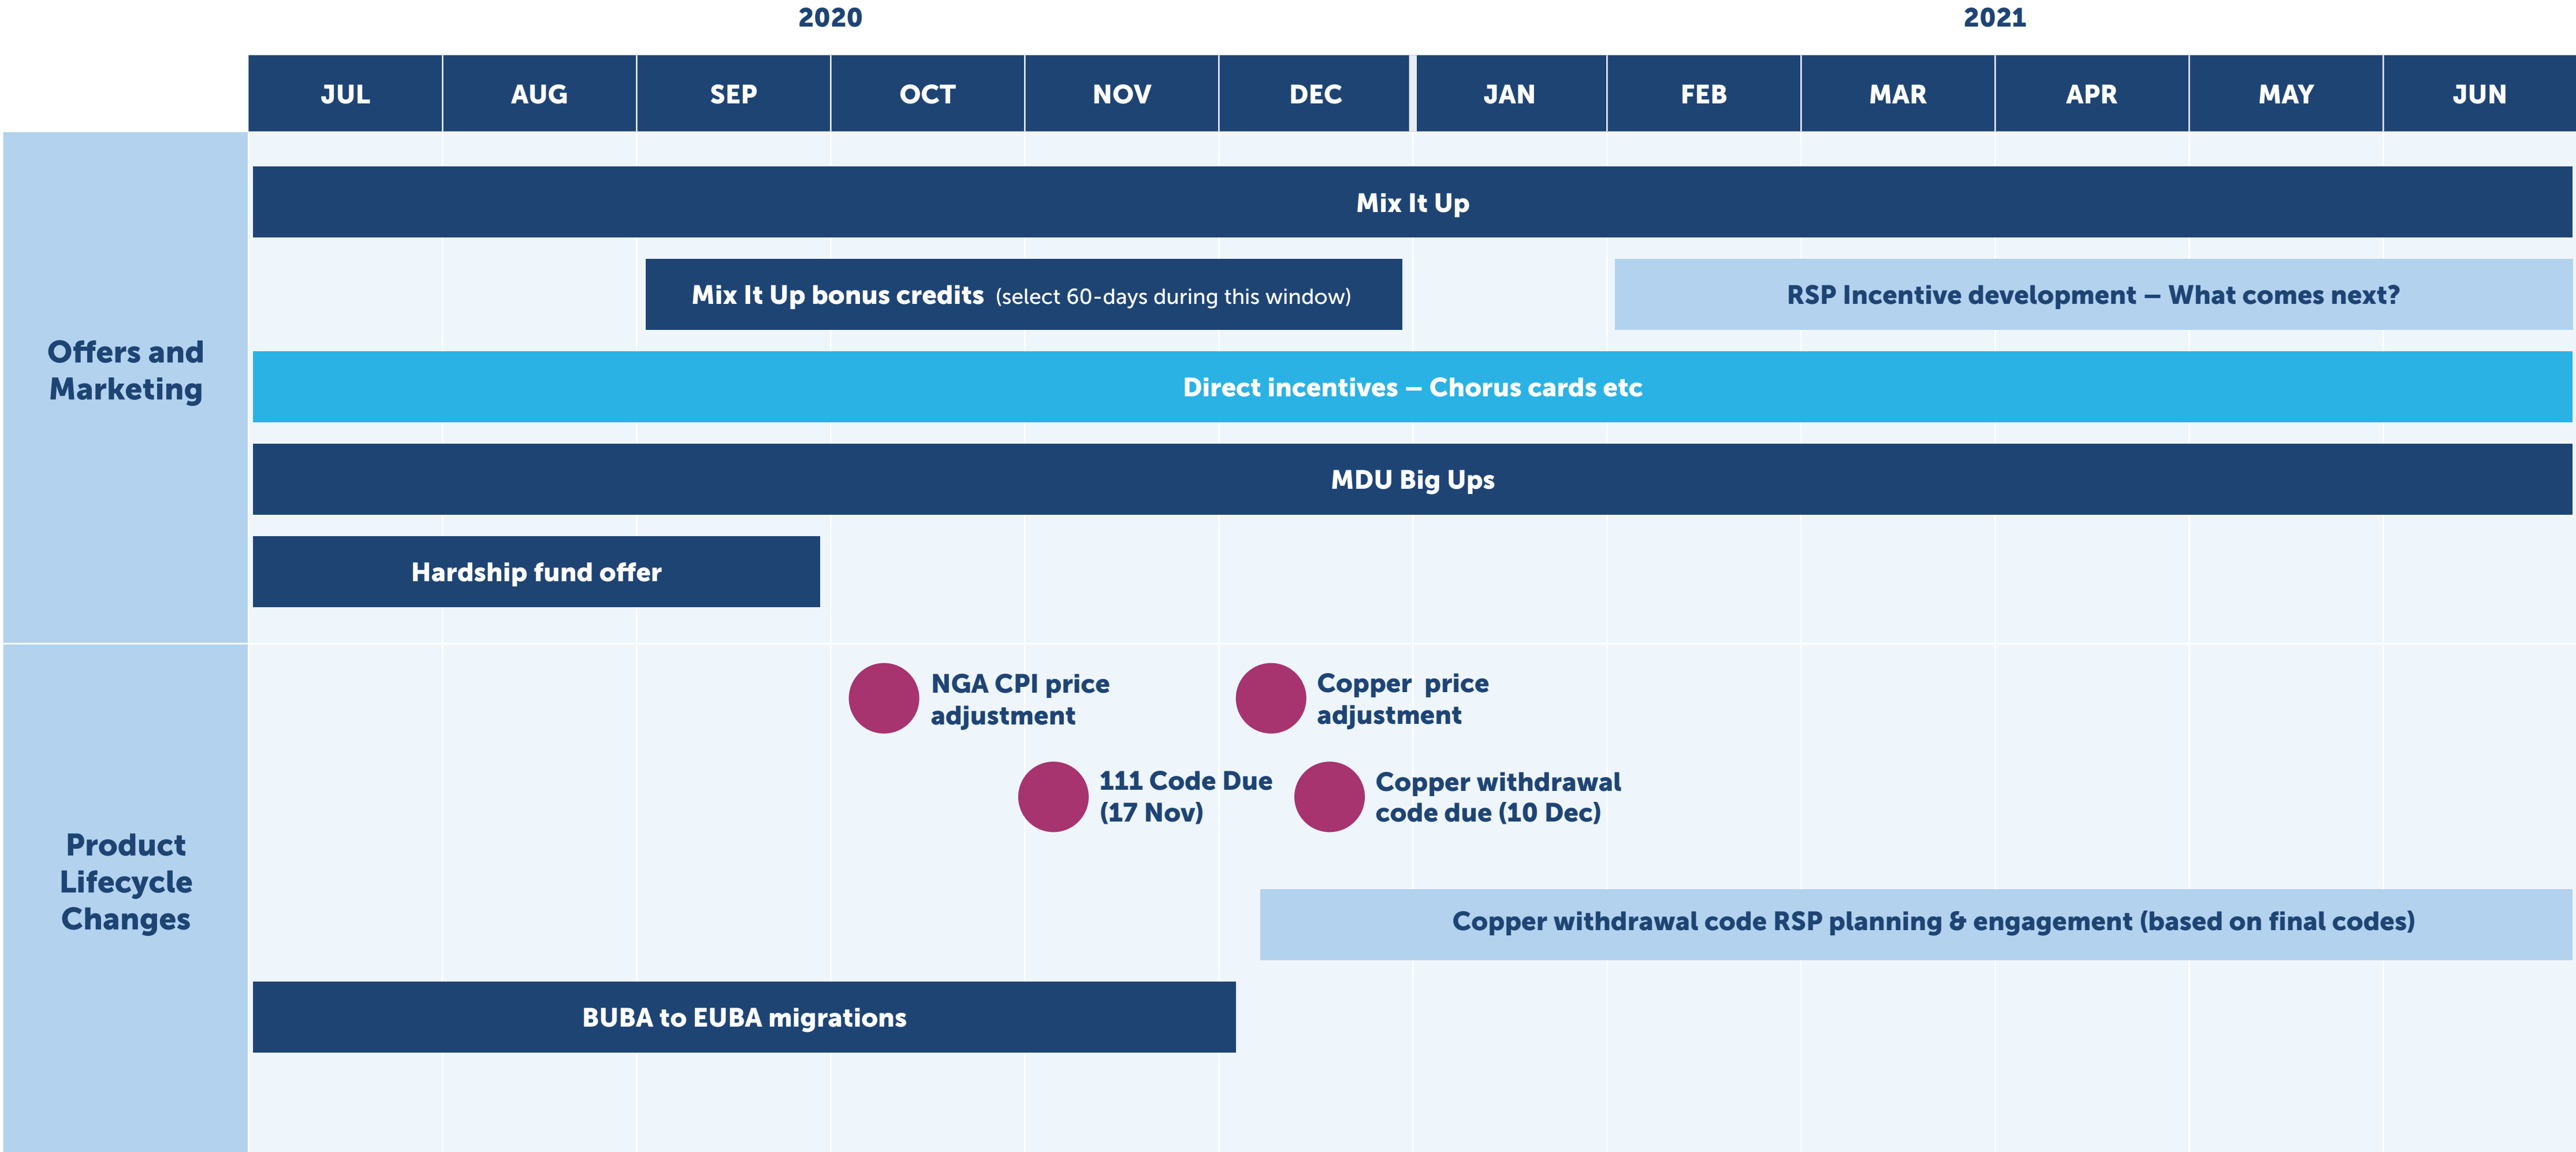 2020
2021
JUL
AUG
SEP
OCT
NOV
DEC
JAN
FEB
MAR
APR
MAY
JUN
Offers and
Marketing
Mix It Up
Mix It Up bonus credits (select 60-days during this window)
RSP Incentive development – What comes next?
Direct incentives – Chorus cards etc
MDU Big Ups
Hardship fund offer
Product
Lifecycle
Changes
NGA CPI price
adjustment
Copper price
adjustment
111 Code Due
(17 Nov)
Copper withdrawal
code due (10 Dec)
Copper withdrawal code RSP planning & engagement (based on final codes)
BUBA to EUBA migrations